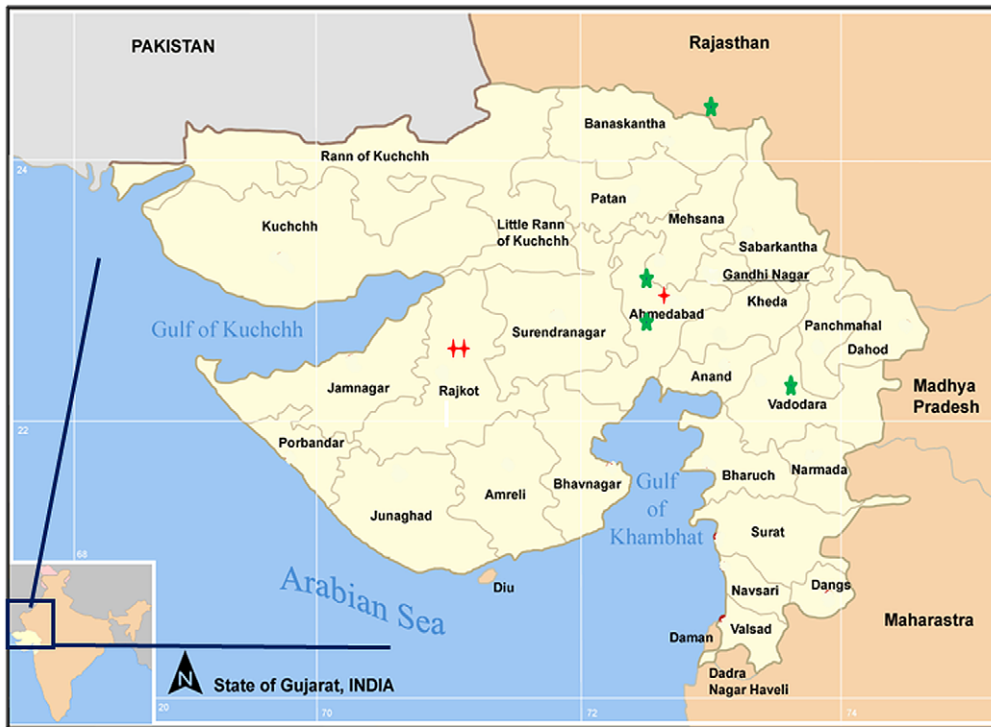 PAKISTAN
Rajasthan
Banaskantha
24
Rann of Kuchchh
Patan
Mehsana
Kuchchh
Little Rann
of Kuchchh
Sabarkantha
Gandhi Nagar
Kheda
Ahmedabad
Gulf of Kuchchh
Surendranagar
Panchmahal
Dahod
Anand
Jamnagar
Rajkot
Vadodara
Madhya
Pradesh
22
Porbandar
Bharuch
Narmada
Bhavnagar
Gulf
of
Khambhat
Amreli
Junaghad
Surat
68
Diu
Arabian Sea
Navsari
Dangs
Valsad
Daman
Maharastra
Dadra
Nagar Haveli
N
State of Gujarat, INDIA
20
70
72
74